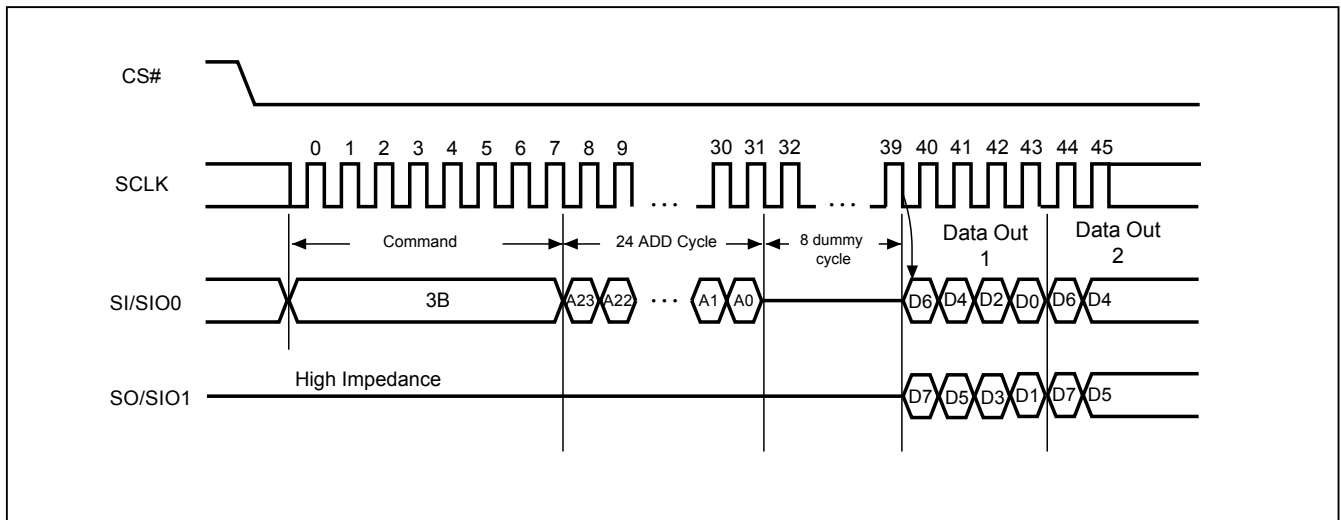 CS#
0 1 2 3 4 5 6 7 8 9 30 31 32 39 40 41 42 43 44 45
SCLK
... ...
Command 24 ADD Cycle 8 dummy cycle Data Out 1 Data Out 2
SI/SIO0 3B A23 A22 ... A1 A0 D6 D4 D2 D0 D6 D4
High Impedance
SO/SIO1 D7 D5 D3 D1 D7 D5